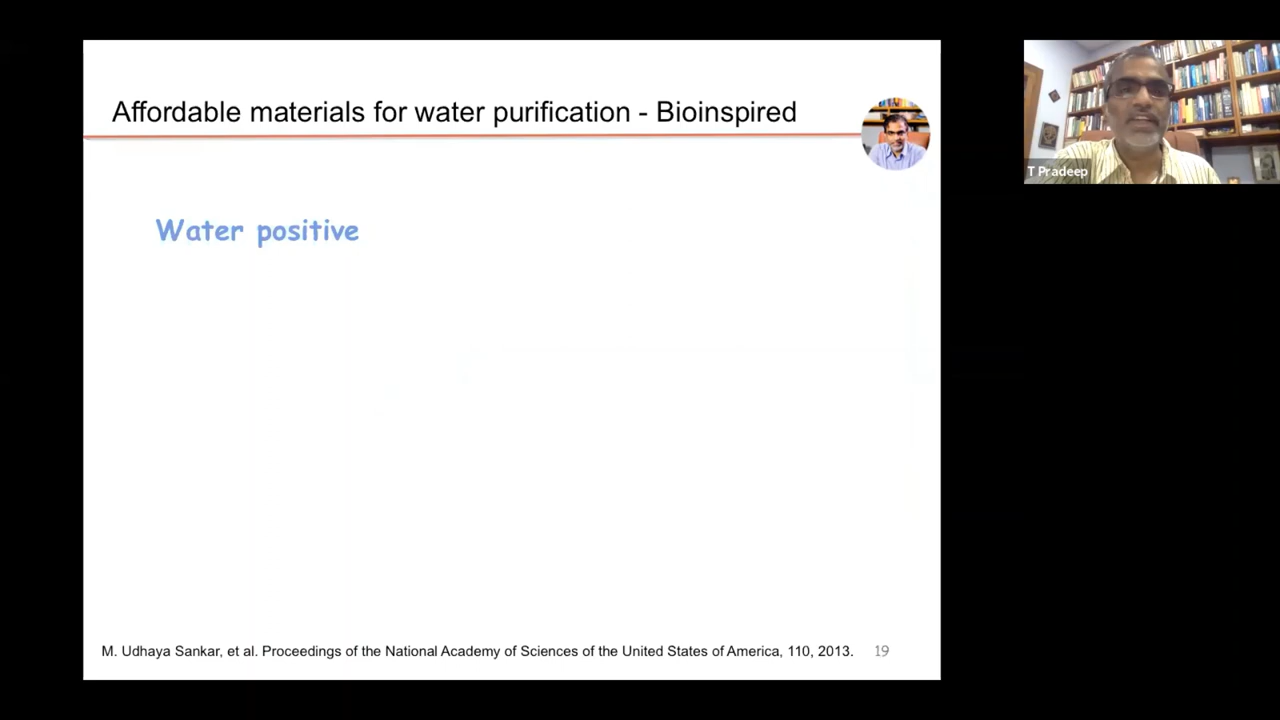 Affordable materials for water purification - Bioinspired
T Pradeep
Water positive
M. Udhaya Sankar, et al. Proceedings of the National Academy of Sciences of the United States of America, 110, 2013.
19